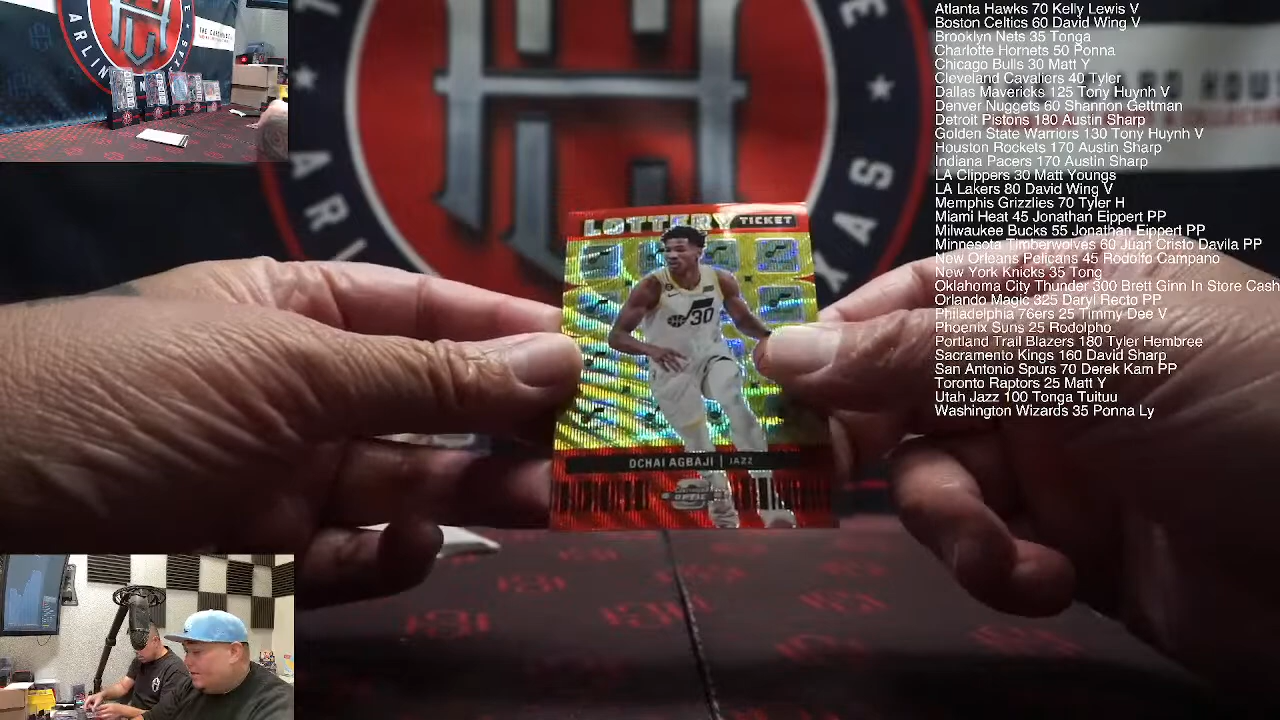 Atlanta Hawks 70 Kelly Lewis V
Boston Celtics 60 David Wing V
Brooklyn Nets 35 Tonga
Charlotte Hornets 50 Ponna
Chicago Bulls 30 Matt Y
Cleveland Cavaliers 40 Tyler
Dallas Mavericks 125 Tony Huynh V
Denver Nuggets 60 Shannon Gettman
Detroit Pistons 180 Austin Sharp
Golden State Warriors 130 Tony Huynh V
Houston Rockets 170 Austin Sharp
Indiana Pacers 170 Austin Sharp
LA Clippers 30 Matt Youngs
LA Lakers 80 David Wing V
Memphis Grizzlies 70 Tyler H
Miami Heat 45 Jonathan Eippert PP
Milwaukee Bucks 55 Jonathan Eippert PP
Minnesota Timberwolves 60 Juan Cristo Davila PP
New Orleans Pelicans 45 Rodolfo Campano
New York Knicks 35 Tong
Oklahoma City Thunder 300 Brett Ginn In Store Cash
Orlando Magic 325 Daryl Recto PP
Philadelphia 76ers 25 Timmy Dee V
Phoenix Suns 25 Rodolpho
Portland Trail Blazers 180 Tyler Hembree
Sacramento Kings 160 David Sharp
San Antonio Spurs 70 Derek Kam PP
Toronto Raptors 25 Matt Y
Utah Jazz 100 Tonga Tuituu
Washington Wizards 35 Ponna Ly
LOTTERY TICKET
30
OCHAI AGBAJI | JAZZ
OPTIC